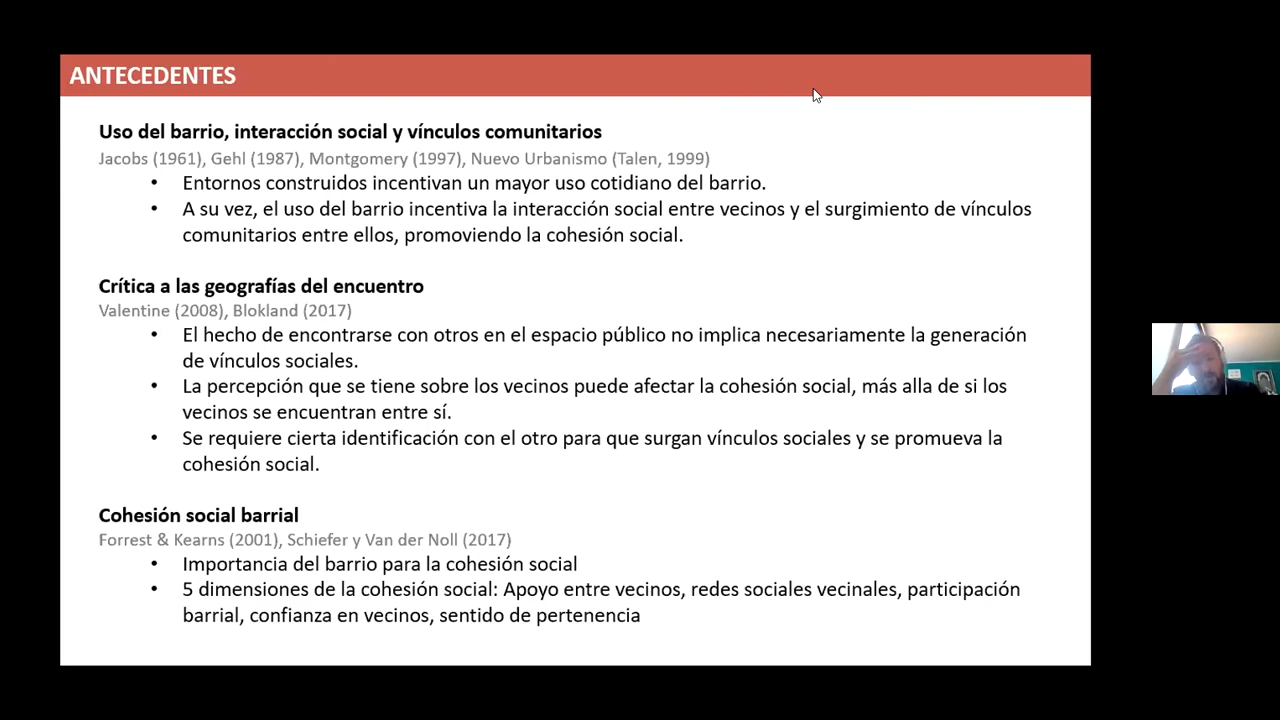 ANTECEDENTES
Uso del barrio, interacción social y vínculos comunitarios
Jacobs (1961), Gehl (1987), Montgomery (1997), Nuevo Urbanismo (Talen, 1999)
• Entornos construidos incentivan un mayor uso cotidiano del barrio.
• A su vez, el uso del barrio incentiva la interacción social entre vecinos y el surgimiento de vínculos
comunitarios entre ellos, promoviendo la cohesión social.
Crítica a las geografías del encuentro
Valentine (2008), Blokland (2017)
• El hecho de encontrarse con otros en el espacio público no implica necesariamente la generación
de vínculos sociales.
• La percepción que se tiene sobre los vecinos puede afectar la cohesión social, más alla de si los
vecinos se encuentran entre sí.
• Se requiere cierta identificación con el otro para que surgan vínculos sociales y se promueva la
cohesión social.
Cohesión social barrial
Forrest & Kearns (2001), Schiefer y Van der Noll (2017)
• Importancia del barrio para la cohesión social
• 5 dimensiones de la cohesión social: Apoyo entre vecinos, redes sociales vecinales, participación
barrial, confianza en vecinos, sentido de pertenencia